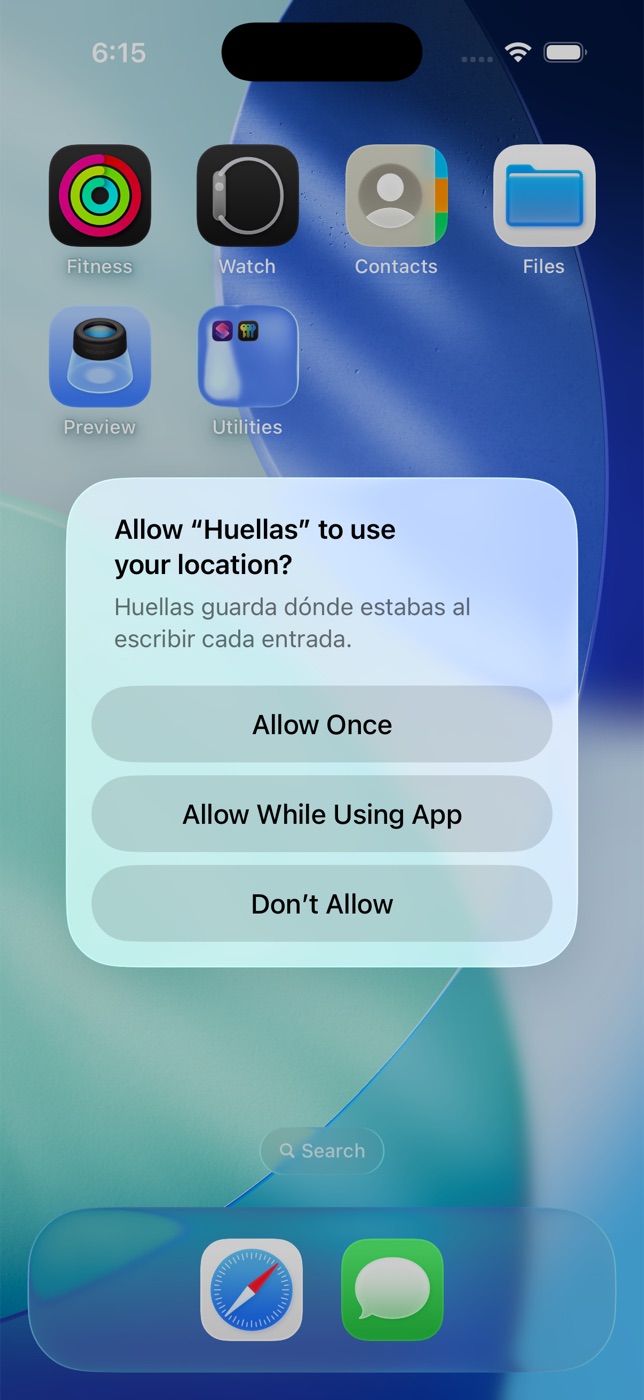 6:15
Fitness
Watch
Contacts
Files
Preview
Utilities
Allow “Huellas” to use
your location?
Huellas guarda dónde estabas al
escribir cada entrada.
Allow Once
Allow While Using App
Don’t Allow
Search